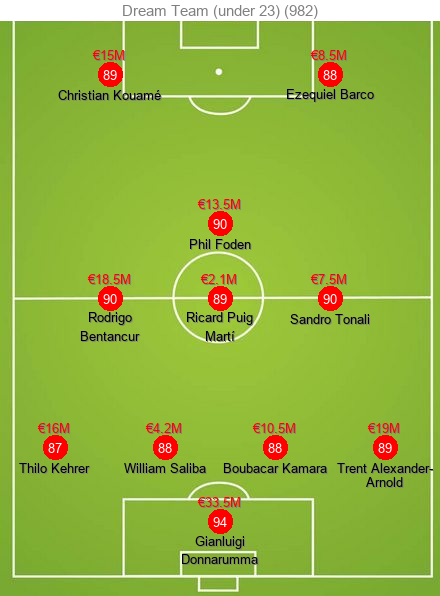 Dream Team (under 23) (982)
€15M
€8.5M
89
88
Christian Kouamé
Ezequiel Barco
€13.5M
90
Phil Foden
€18.5M
€2.1M
€7.5M
90
89
90
Rodrigo
Bentancur
Ricard Puig
Martí
Sandro Tonali
€16M
€4.2M
€10.5M
€19M
87
88
88
89
Thilo Kehrer
William Saliba
Boubacar Kamara
Trent Alexander-
Arnold
€33.5M
94
Gianluigi
Donnarumma